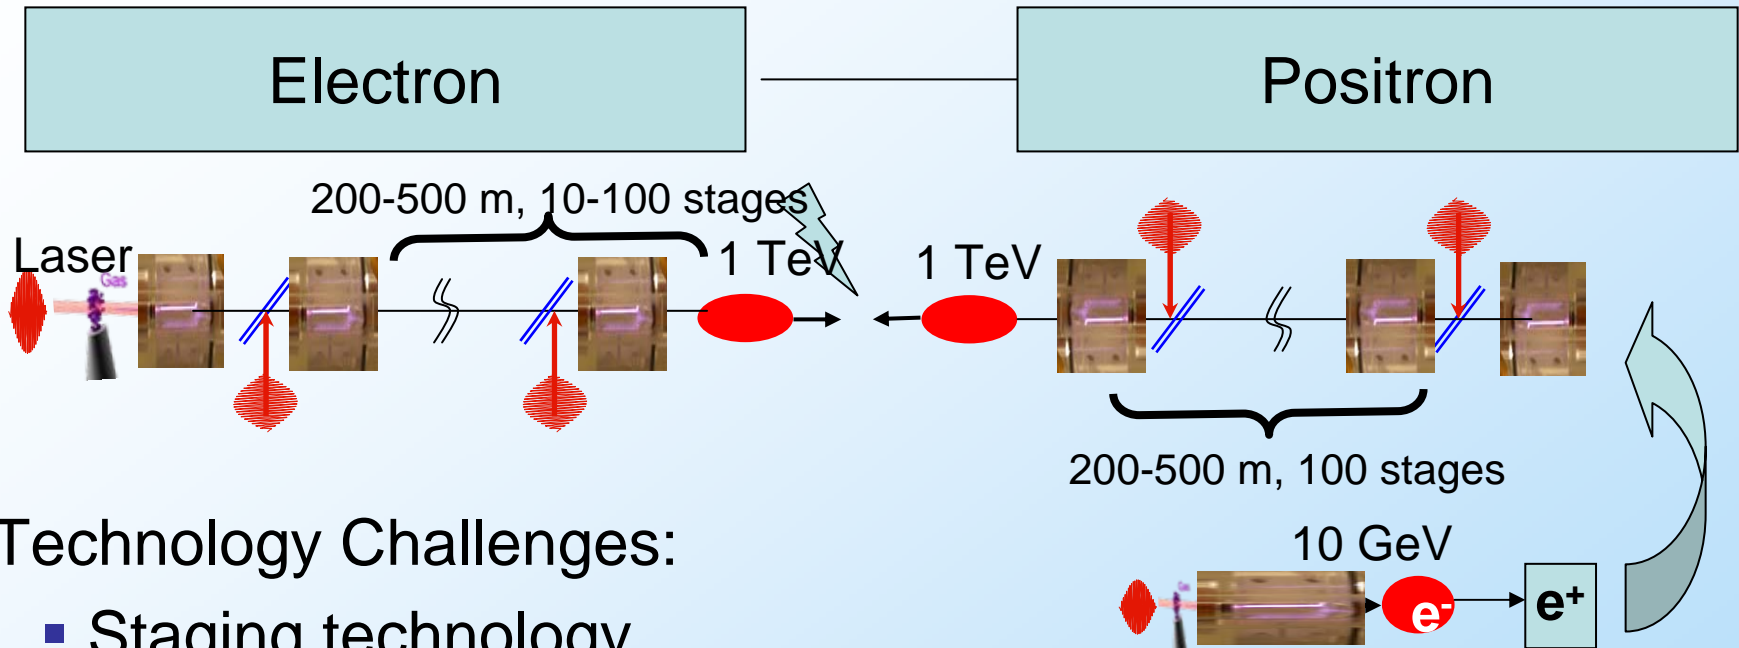 Electron
Positron
200-500 m, 10-100 stages
Laser
Gas
1 TeV
1 TeV
200-500 m, 100 stages
Technology Challenges:
▪ Staging technology
10 GeV
e-
e+